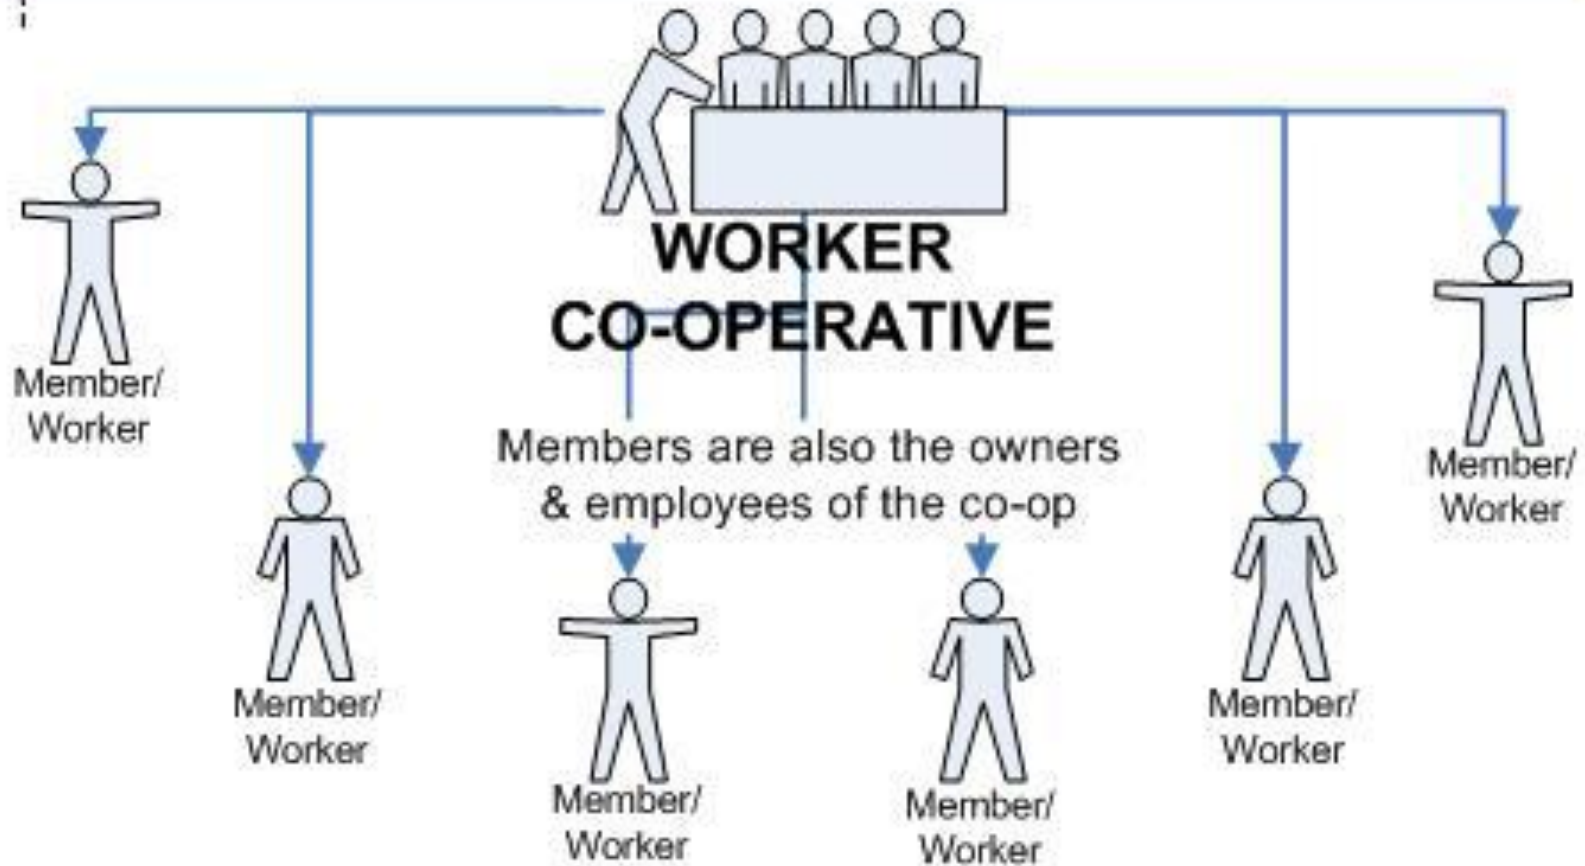 WORKER
CO-OPERATIVE
Members are also the owners
& employees of the co-op
Member/
Worker
Member/
Worker
Member/
Worker
Member/
Worker
Member/
Worker
Member/
Worker